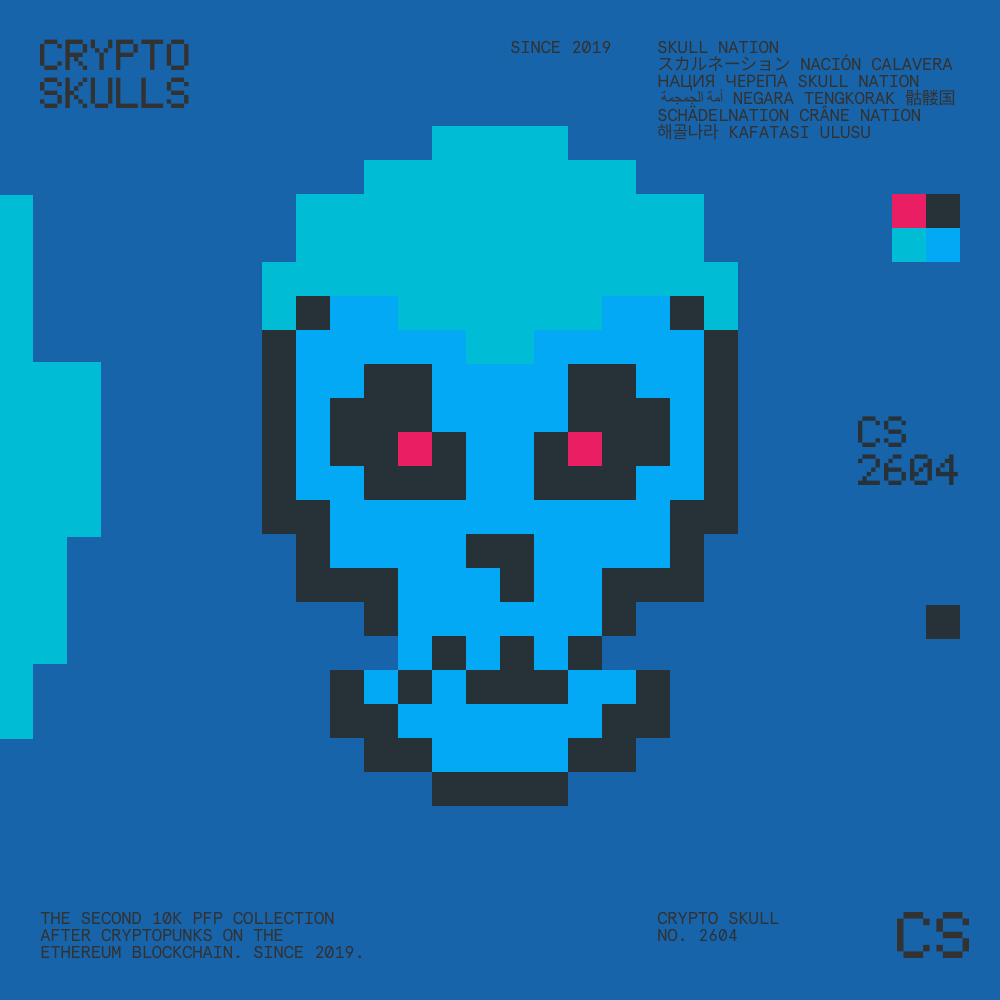 CRYPTO
SKULLS
SINCE 2019
SKULL NATION
スカルネーション NACIÓN CALAVERA
НАЦИЯ ЧЕРЕПА SKULL NATION
أمة الجمجمة NEGARA TENGKORAK 骷髅国
SCHÄDELNATION CRÂNE NATION
해골나라 KAFATASI ULUSU
CS
2604
THE SECOND 10K PFP COLLECTION
AFTER CRYPTOPUNKS ON THE
ETHEREUM BLOCKCHAIN. SINCE 2019.
CRYPTO SKULL
NO. 2604
CS